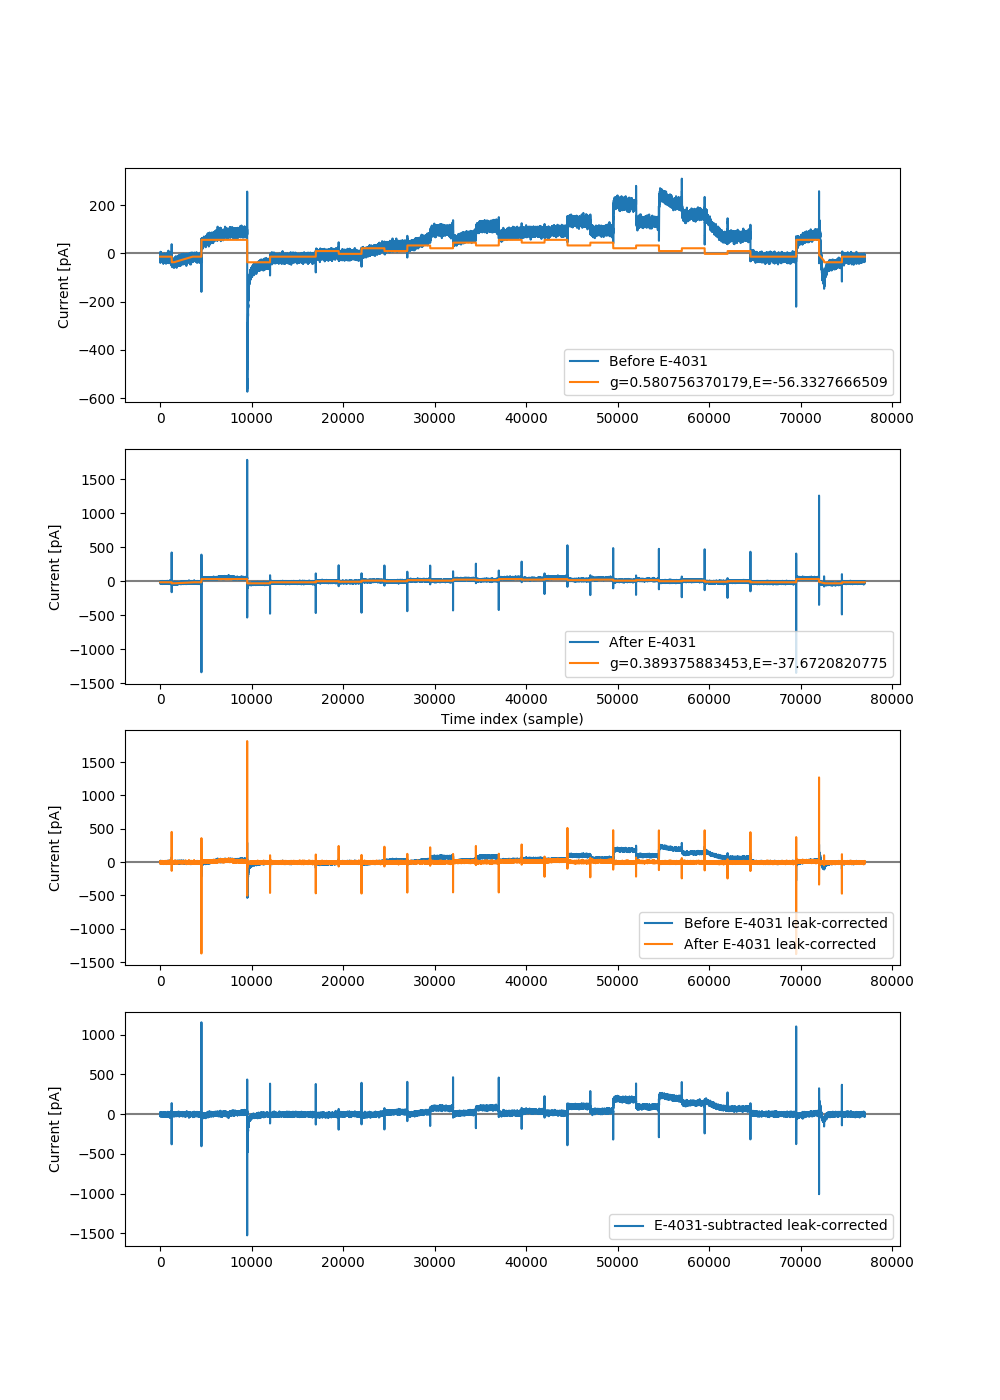 200
0
−200
−400
−600
Current [pA]
Before E-4031
g=0.580756370179,E=-56.3327666509
0 10000 20000 30000 40000 50000 60000 70000 80000
1500
1000
500
0
−500
−1000
−1500
Current [pA]
After E-4031
g=0.389375883453,E=-37.6720820775
0 10000 20000 30000 40000 50000 60000 70000 80000
Time index (sample)
1500
1000
500
0
−500
−1000
−1500
Current [pA]
Before E-4031 leak-corrected
After E-4031 leak-corrected
0 10000 20000 30000 40000 50000 60000 70000 80000
1000
500
0
−500
−1000
−1500
Current [pA]
E-4031-subtracted leak-corrected
0 10000 20000 30000 40000 50000 60000 70000 80000